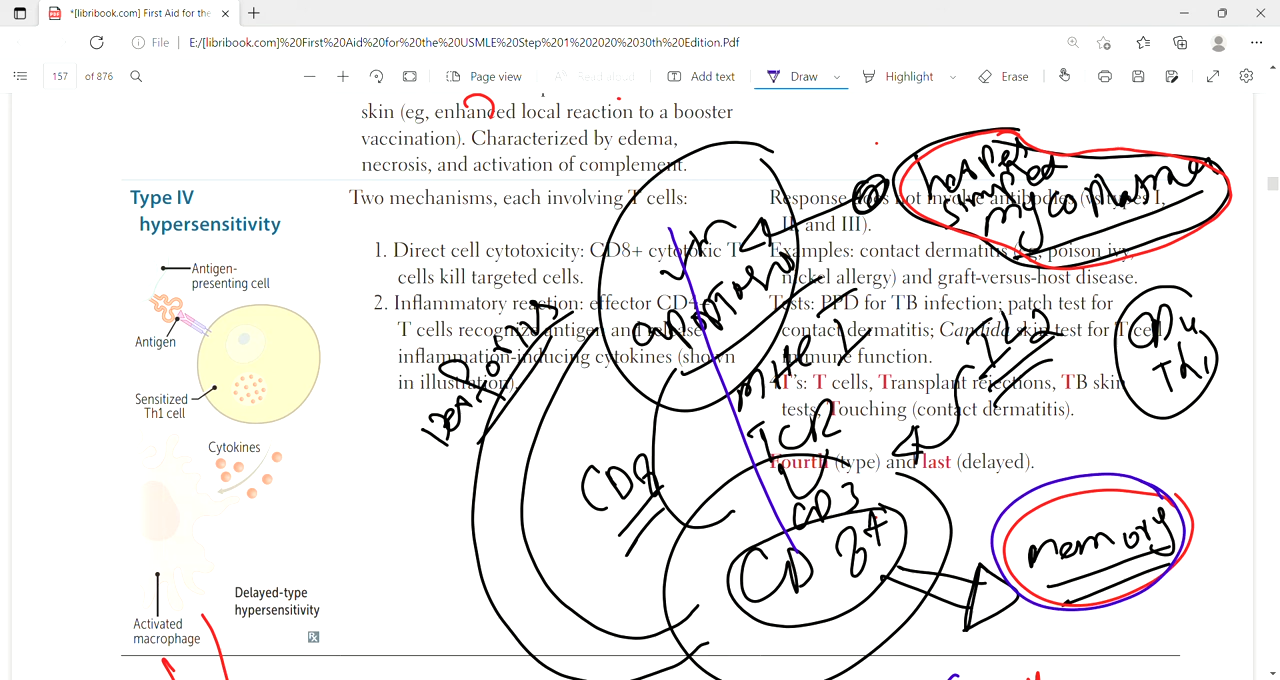 *[libribook.com] First Aid for the
File
E:/[libribook.com]%20First%20Aid%20for%20the%20USMLE%20Step%201%202020%2030th%20Edition.Pdf
157 of 876
Page view
Read aloud
Add text
Draw
Highlight
Erase
skin (eg, enhanced local reaction to a booster
vaccination). Characterized by edema,
necrosis, and activation of complement.
Type IV
hypersensitivity
Antigen-
presenting cell
Antigen
Sensitized
Th1 cell
Cytokines
Activated
macrophage
Delayed-type
hypersensitivity
Rx
Two mechanisms, each involving T cells:
1. Direct cell cytotoxicity: CD8+ cytotoxic T
cells kill targeted cells.
2. Inflammatory reaction: effector CD4+
T cells recognize antigen and release
inflammation-inducing cytokines (shown
in illustration).
Response does not involve antibodies (vs types I,
II, and III).
Examples: contact dermatitis (eg, poison ivy,
nickel allergy) and graft-versus-host disease.
Tests: PPD for TB infection; patch test for
contact dermatitis; Candida skin test for T cell
immune function.
4T's: T cells, Transplant rejections, TB skin
tests, Touching (contact dermatitis).
Fourth (type) and last (delayed).
MHC I
TCR
CD3
CD 8+
CD8
IL2
CD4
Th1
memory